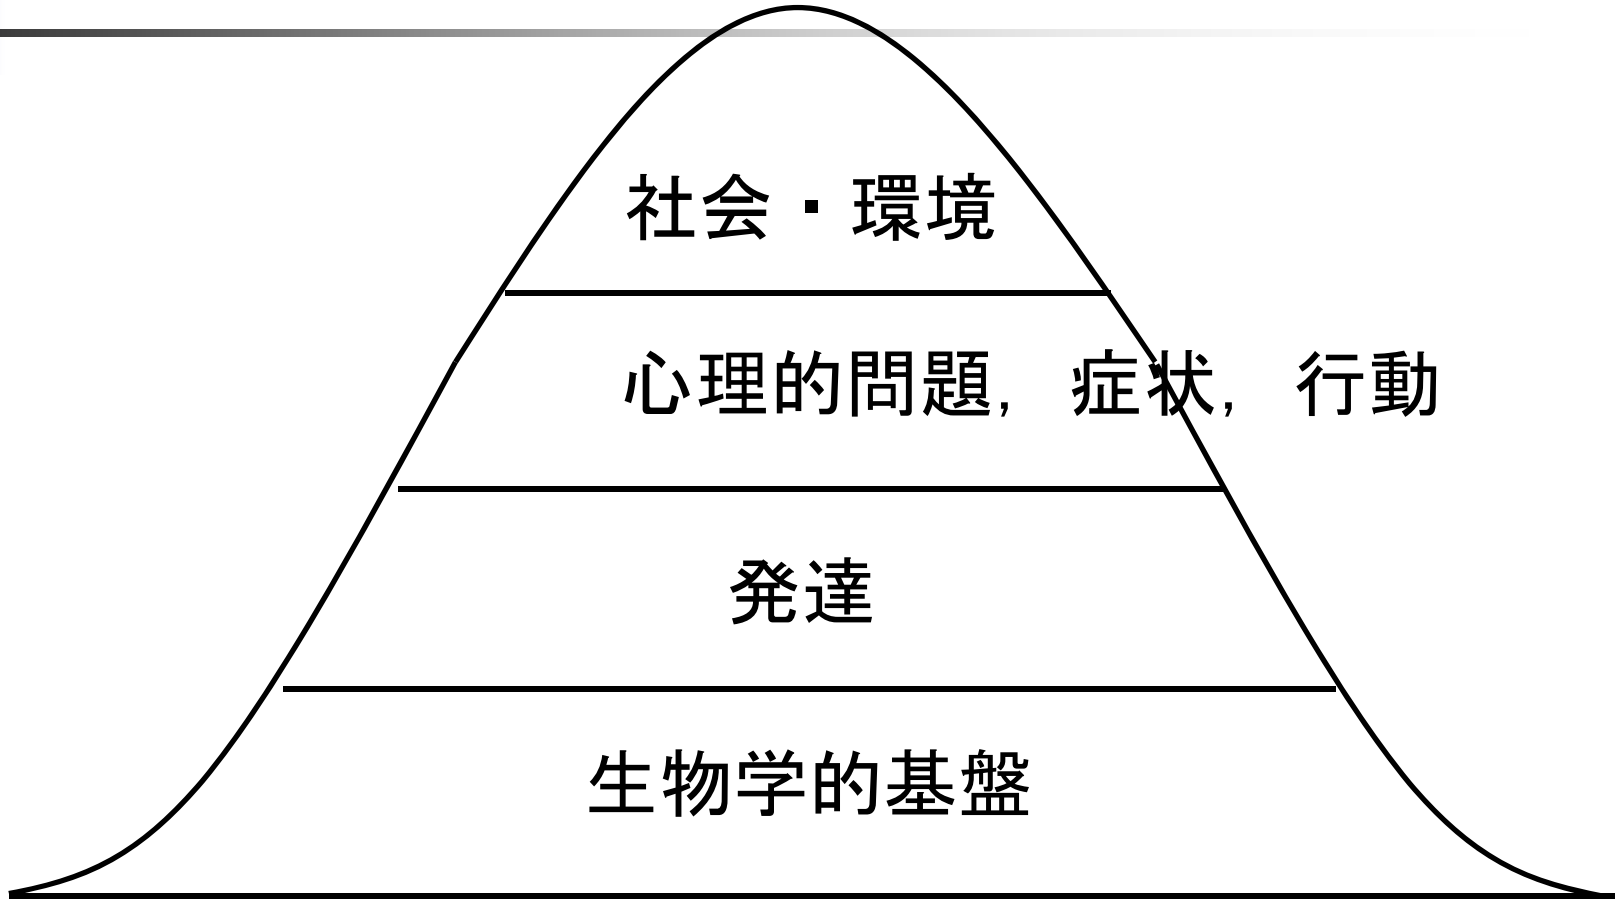 社会・環境
心理的問題，症状，行動
発達
生物学的基盤